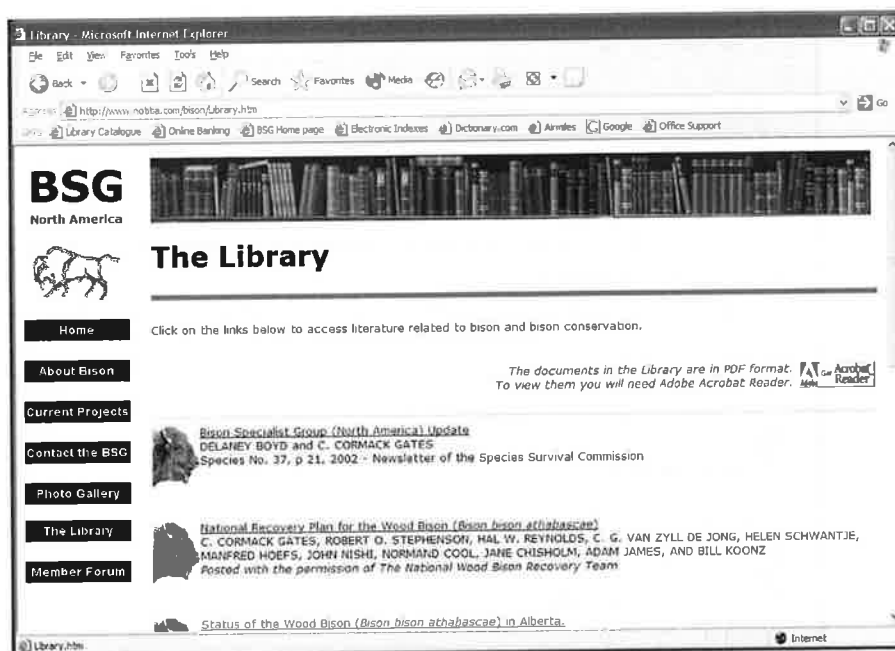 Library - Microsoft Internet Explorer
File Edit View Favorites Tools Help
Back Search Favorites Media
http://www.nobta.com/bison/Library.htm Go
Library Catalogue Online Banking BSG Home page Electronic Indexes Dictionary.com Airmiles Google Office Support
BSG
North America
The Library
Home
About Bison
Current Projects
Contact the BSG
Photo Gallery
The Library
Member Forum
Click on the links below to access literature related to bison and bison conservation.
The documents in the Library are in PDF format.
To view them you will need Adobe Acrobat Reader.
Get Acrobat
Adobe Reader
Bison Specialist Group (North America) Update
DELANEY BOYD and C. CORMACK GATES
Species No. 37, p 21, 2002 - Newsletter of the Species Survival Commission
National Recovery Plan for the Wood Bison (Bison bison athabascae)
C. CORMACK GATES, ROBERT O. STEPHENSON, HAL W. REYNOLDS, C. G. VAN ZYLL DE JONG, HELEN SCHWANTJE,
MANFRED HOEFS, JOHN NISHI, NORMAND COOL, JANE CHISHOLM, ADAM JAMES, AND BILL KOONZ
Posted with the permission of The National Wood Bison Recovery Team
Status of the Wood Bison (Bison bison athabascae) in Alberta.
Library.htm Internet